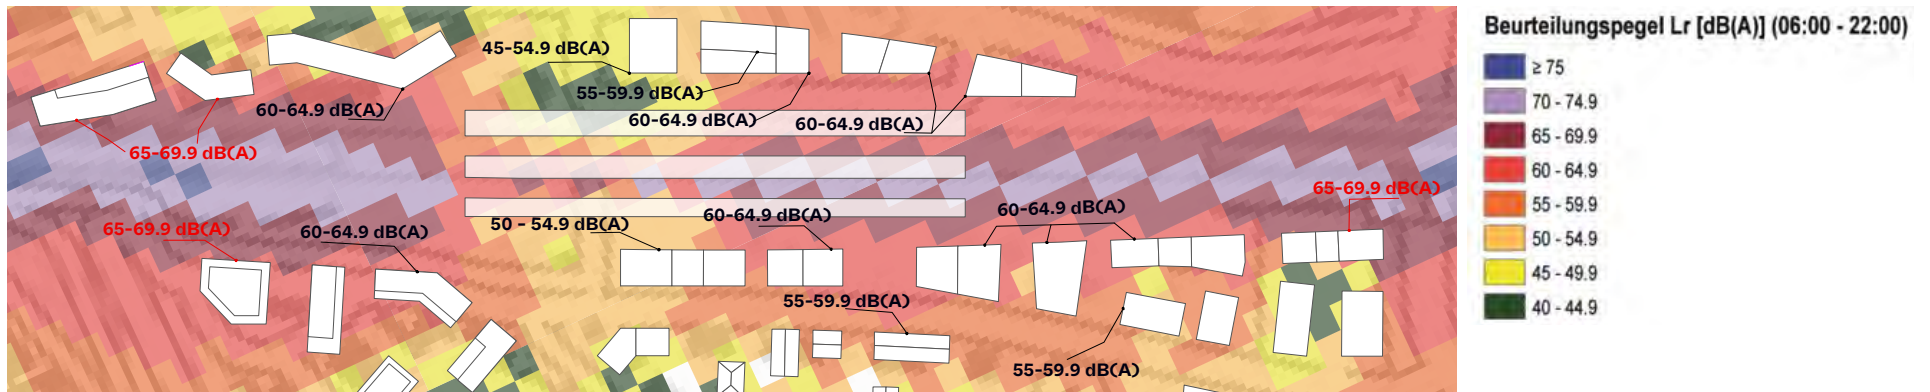 45-54.9 dB(A)
55-59.9 dB(A)
60-64.9 dB(A)
60-64.9 dB(A)
60-64.9 dB(A)
65-69.9 dB(A)
65-69.9 dB(A)
60-64.9 dB(A)
50 - 54.9 dB(A)
60-64.9 dB(A)
60-64.9 dB(A)
65-69.9 dB(A)
55-59.9 dB(A)
55-59.9 dB(A)
Beurteilungspegel Lr [dB(A)] (06:00 - 22:00)
≥ 75
70 - 74.9
65 - 69.9
60 - 64.9
55 - 59.9
50 - 54.9
45 - 49.9
40 - 44.9